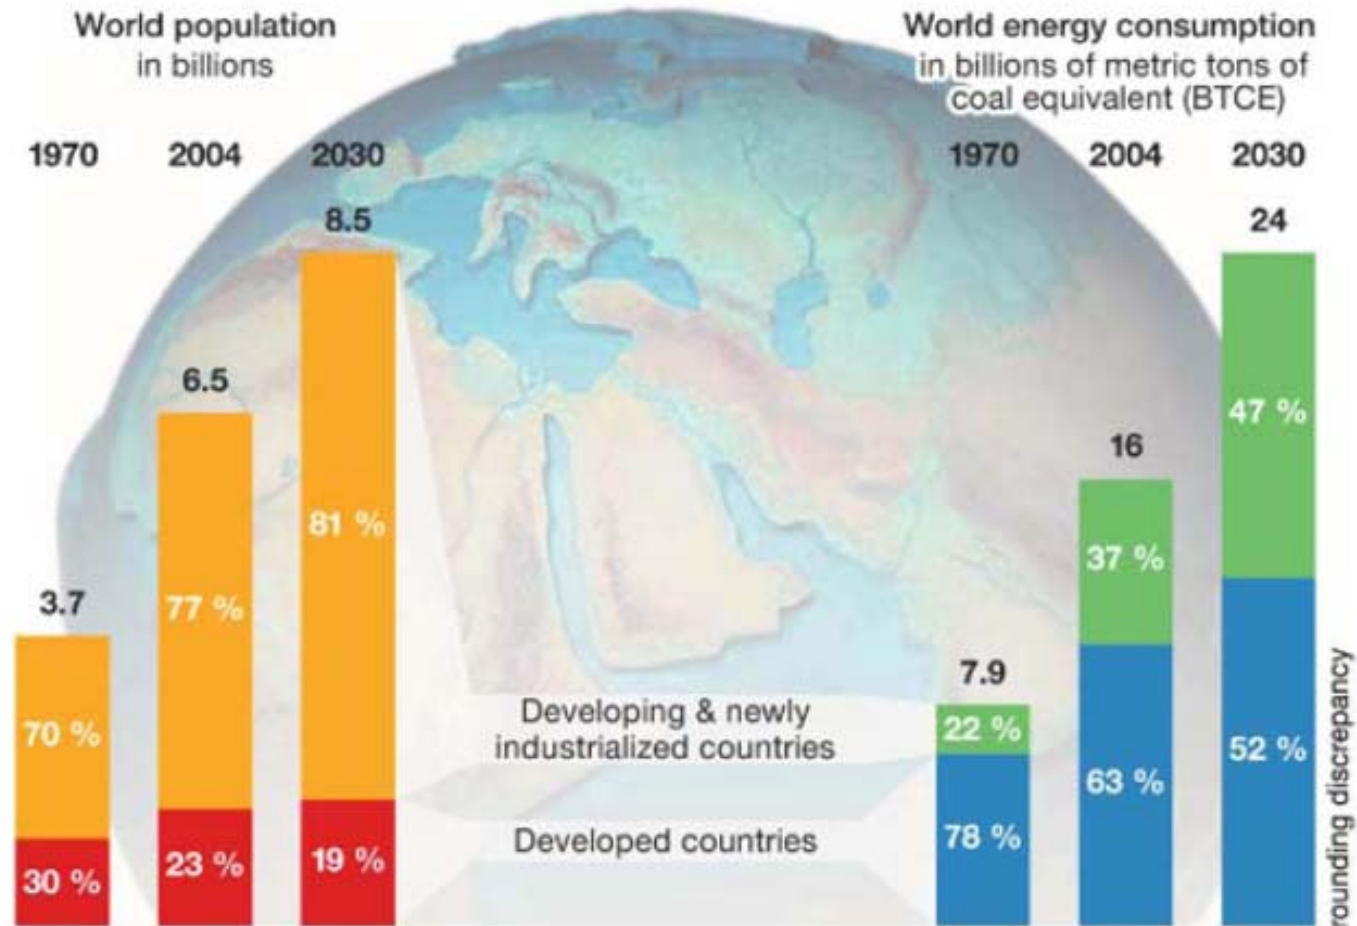 World population
in billions
1970 2004 2030
8.5
6.5
3.7
81 %
77 %
70 %
30 %
23 %
19 %
World energy consumption
in billions of metric tons of
coal equivalent (BTCE)
1970 2004 2030
24
16
7.9
47 %
37 %
22 %
78 %
63 %
52 %
Developing & newly
industrialized countries
Developed countries
rounding discrepancy